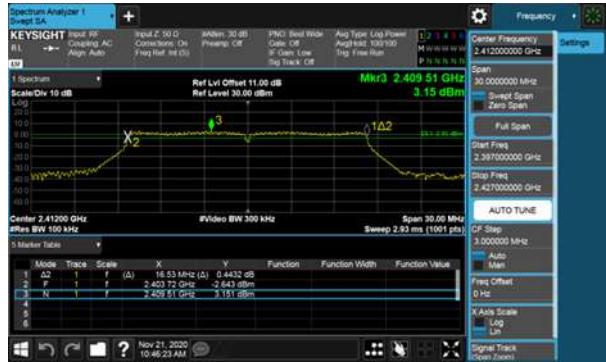 Spectrum Analyzer 1
Swept SA
+
Frequency
KEYSIGHT
Input: RF
Coupling: AC
Align: Auto
Input Z: 50 Ω
Corrections: On
Freq Ref: Int (S)
#Atten: 30 dB
Preamp: Off
PNO: Best Wide
Gate: Off
IF Gain: Low
Sig Track: Off
Avg Type: Log-Power
Avg|Hold: 100/100
Trig: Free Run
1 2 3 4 5 6
M W W W W W
P N N N N N
Center Frequency
2.412000000 GHz
Settings
1 Spectrum
Scale/Div 10 dB
Ref Lvl Offset 11.00 dB
Ref Level 30.00 dBm
Mkr3 2.409 51 GHz
3.15 dBm
Log
Span
30.0000000 MHz
Swept Span
Zero Span
Full Span
3
1Δ2
2
Start Freq
2.397000000 GHz
Stop Freq
2.427000000 GHz
AUTO TUNE
Center 2.41200 GHz
#Res BW 100 kHz
#Video BW 300 kHz
Span 30.00 MHz
Sweep 2.93 ms (1001 pts)
CF Step
3.000000 MHz
Auto
Man
5 Marker Table
Mode Trace Scale X Y Function Function Width Function Value
1 Δ2 1 f (Δ) 16.53 MHz (Δ) 0.4432 dB
2 F 1 f 2.403 72 GHz -2.643 dBm
3 N 1 f 2.409 51 GHz 3.151 dBm
4
5
6
Freq Offset
0 Hz
X Axis Scale
Log
Lin
Signal Track
(Span Zoom)
?
Nov 21, 2020
10:46:23 AM